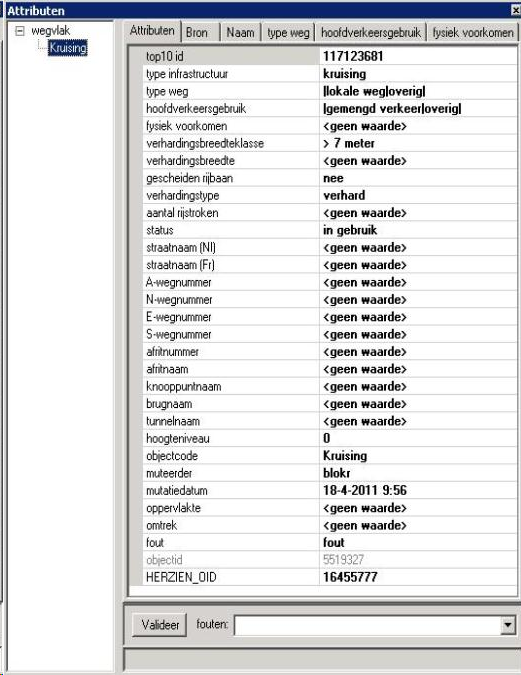 Attributen
wegvlak
Kruising
Attributen Bron Naam type weg hoofdverkeersgebruik fysiek voorkomen
top10 id 117123681
type infrastructuur kruising
type weg |lokale weg|overig|
hoofdverkeersgebruik |gemengd verkeer|overig|
fysiek voorkomen <geen waarde>
verhardingsbreedteklasse > 7 meter
verhardingsbreedte <geen waarde>
gescheiden rijbaan nee
verhardingstype verhard
aantal rijstroken <geen waarde>
status in gebruik
straatnaam (Nl) <geen waarde>
straatnaam (Fr) <geen waarde>
A-wegnummer <geen waarde>
N-wegnummer <geen waarde>
E-wegnummer <geen waarde>
S-wegnummer <geen waarde>
afritnummer <geen waarde>
afritnaam <geen waarde>
knooppuntnaam <geen waarde>
brugnaam <geen waarde>
tunnelnaam <geen waarde>
hoogteniveau 0
objectcode Kruising
muteerder blokr
mutatiedatum 18-4-2011 9:56
oppervlakte <geen waarde>
omtrek <geen waarde>
fout fout
objectid 5519327
HERZIEN_OID 16455777
Valideer fouten: